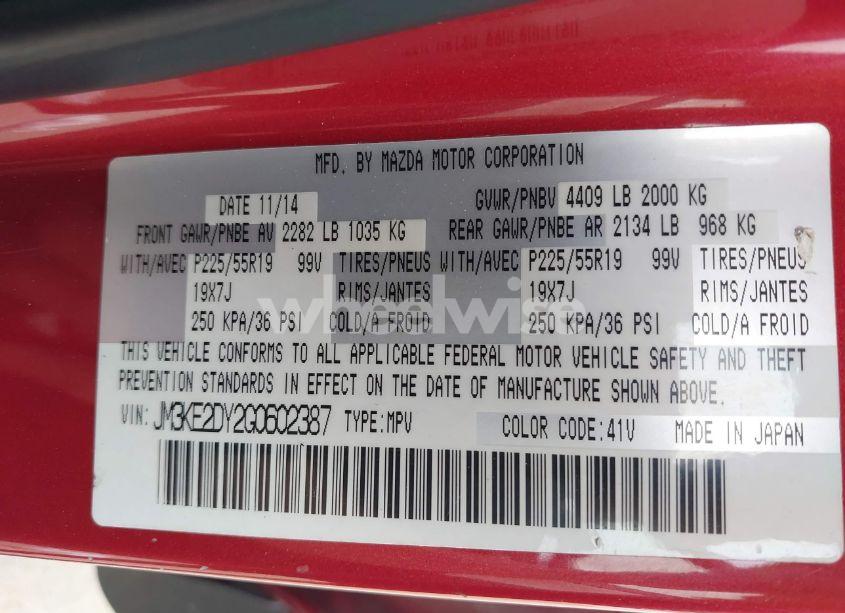 MFD. BY MAZDA MOTOR CORPORATION
DATE 11/14 GVWR/PNBV 4409 LB 2000 KG
FRONT GAWR/PNBE AV 2282 LB 1035 KG REAR GAWR/PNBE AR 2134 LB 968 KG
WITH/AVEC P225/55R19 99V TIRES/PNEUS WITH/AVEC P225/55R19 99V TIRES/PNEUS
19X7J RIMS/JANTES 19X7J RIMS/JANTES
250 KPA/36 PSI COLD/A FROID 250 KPA/36 PSI COLD/A FROID
wheelwise
THIS VEHICLE CONFORMS TO ALL APPLICABLE FEDERAL MOTOR VEHICLE SAFETY AND THEFT
PREVENTION STANDARDS IN EFFECT ON THE DATE OF MANUFACTURE SHOWN ABOVE.
VIN: JM3KE2DY2G0602387 TYPE:MPV COLOR CODE:41V MADE IN JAPAN